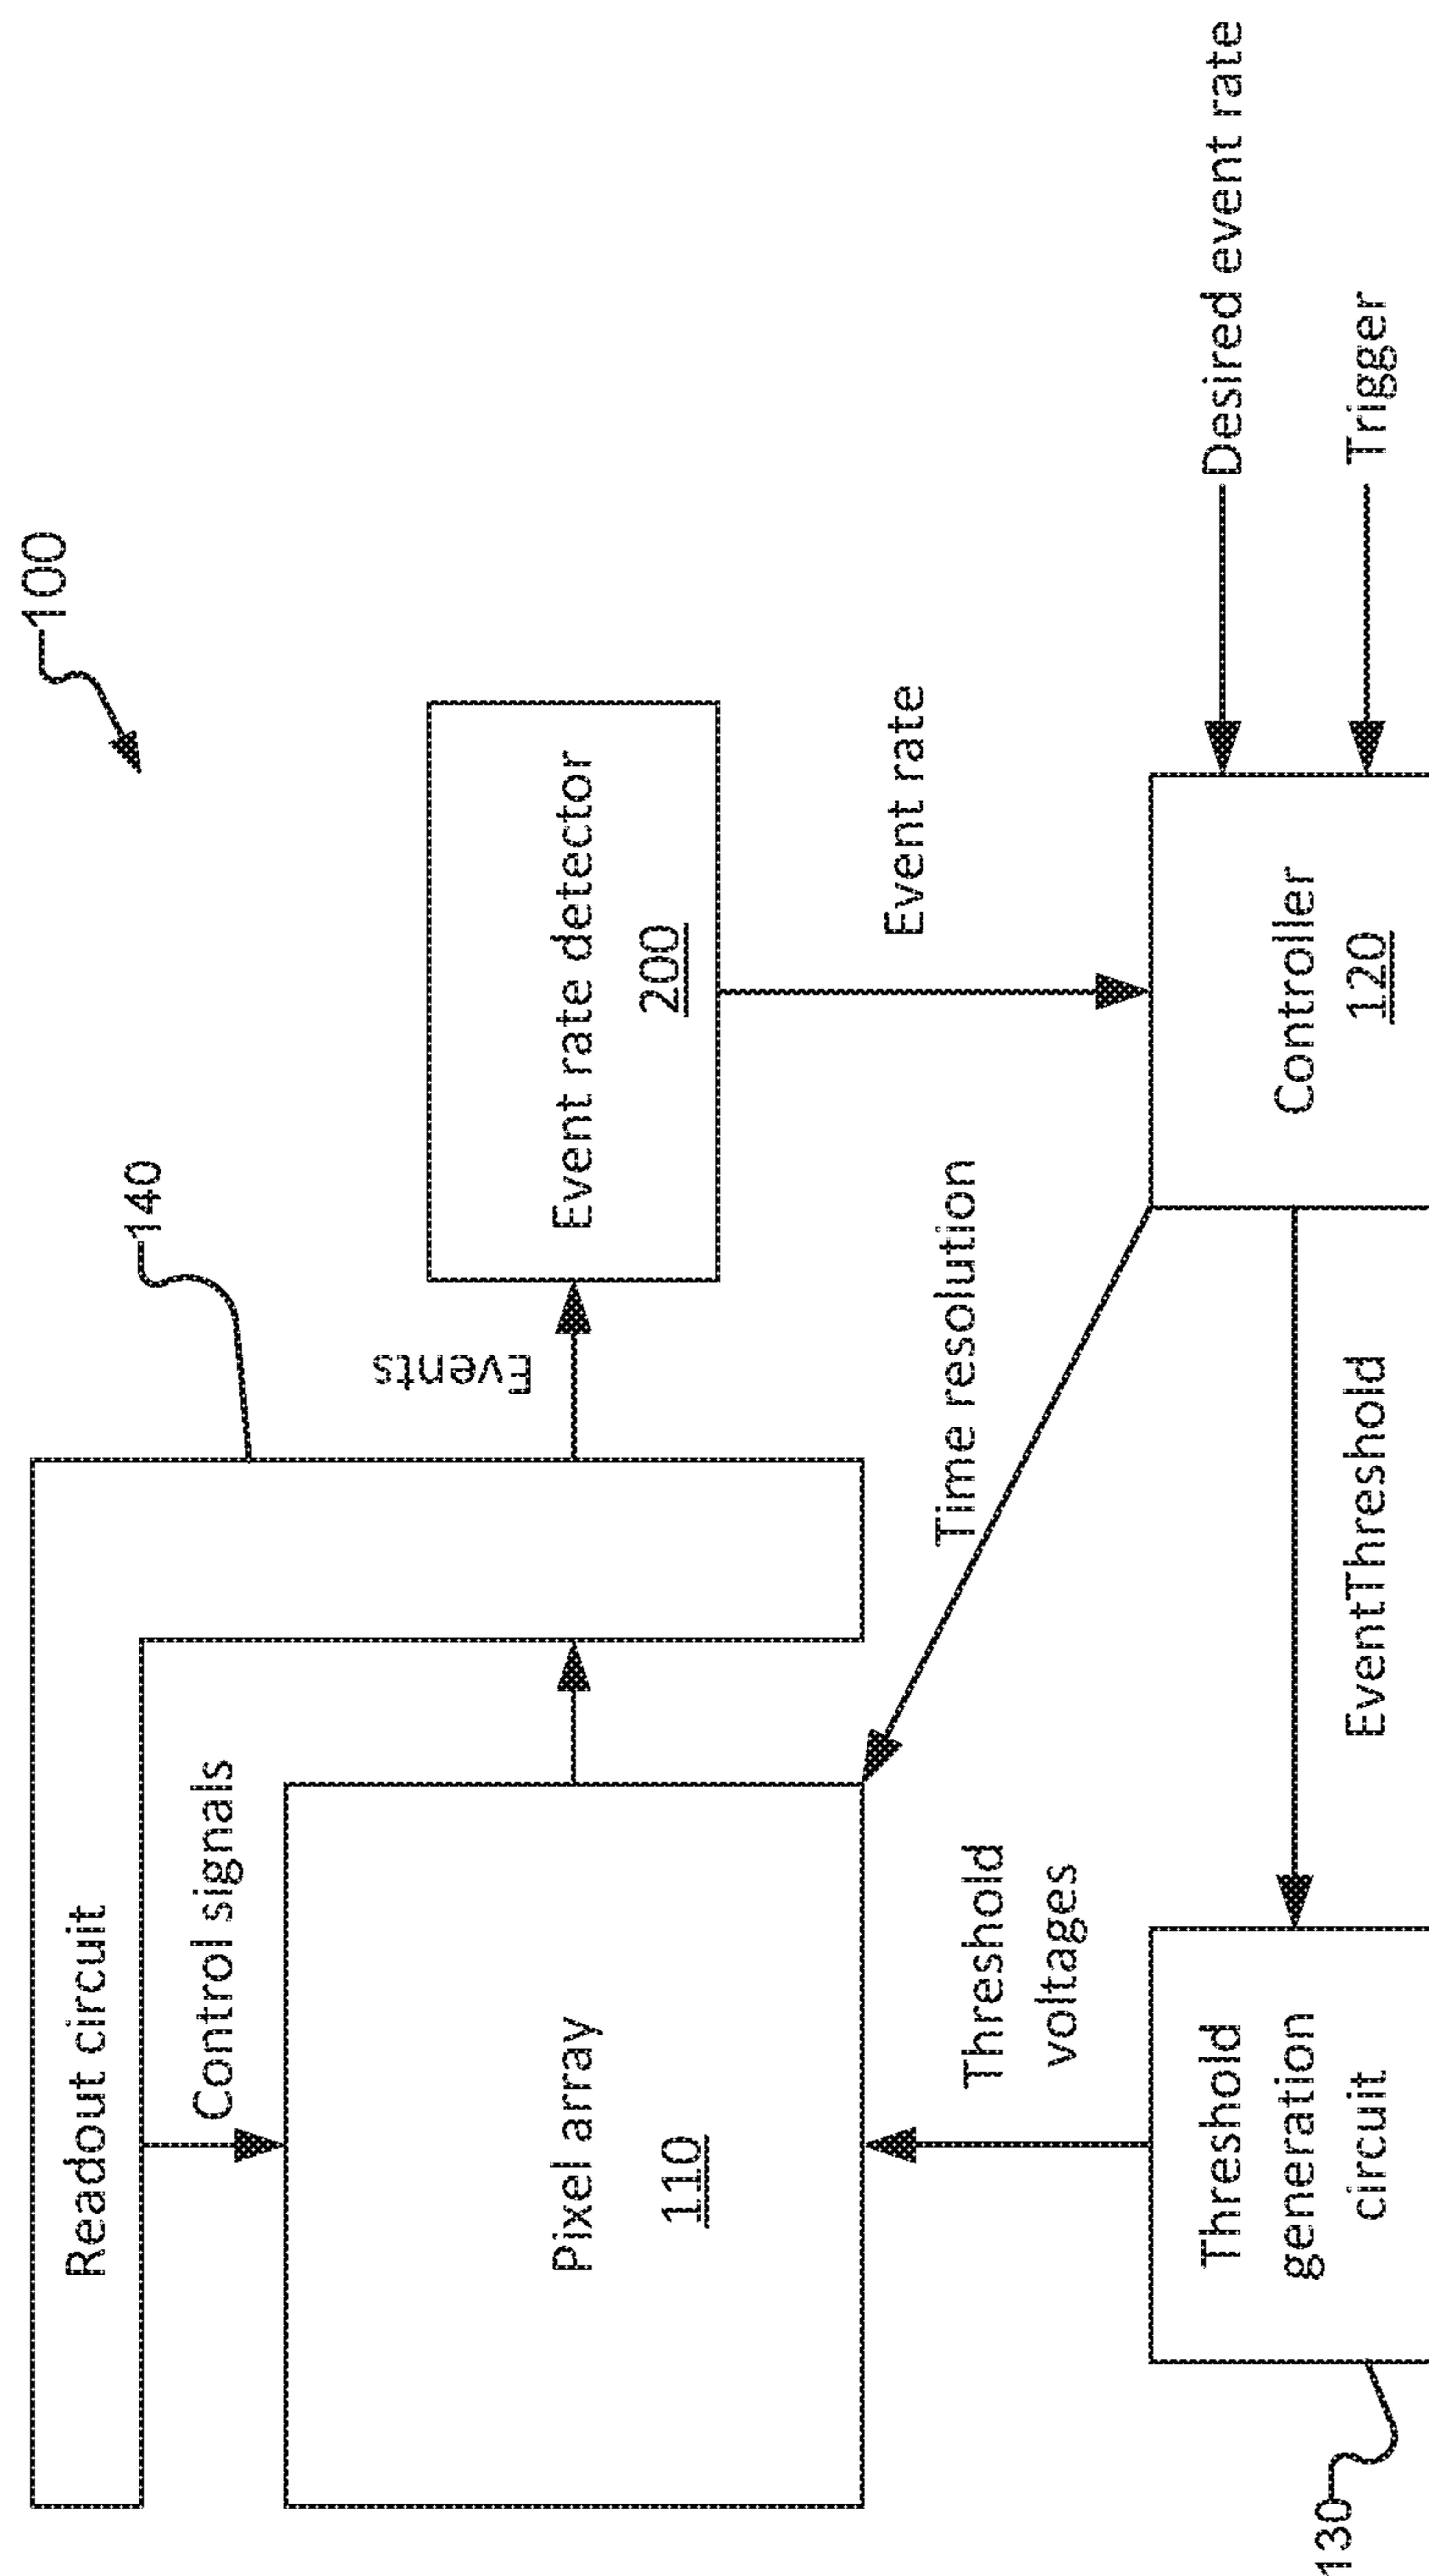 100
140
Readout circuit
Control signals
Events
Pixel array
110
Event rate detector
200
Time resolution
Event rate
Threshold
voltages
Desired event rate
Trigger
Threshold
generation
circuit
130
EventThreshold
Controller
120